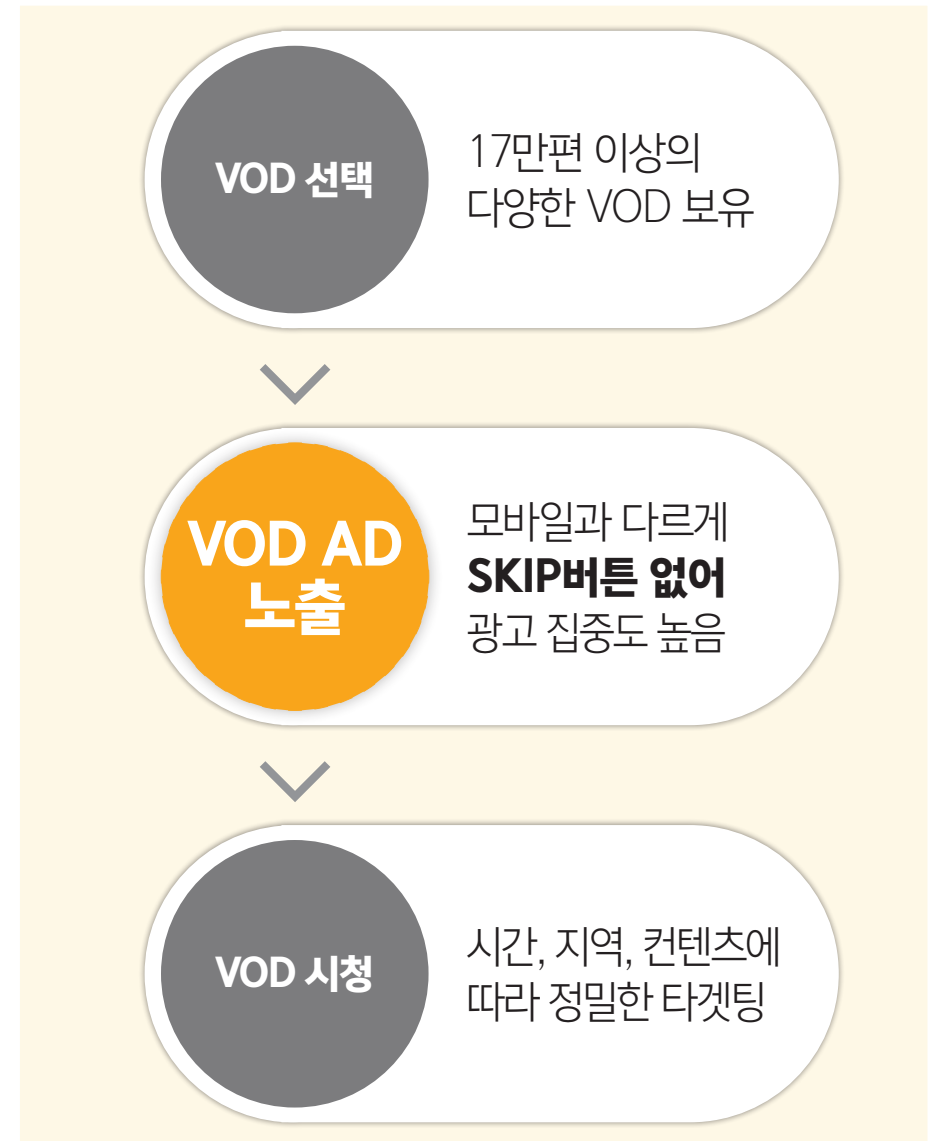 VOD 선택
17만편 이상의
다양한 VOD 보유
VOD AD
노출
모바일과 다르게
SKIP버튼 없어
광고 집중도 높음
VOD 시청
시간, 지역, 컨텐츠에
따라 정밀한 타겟팅